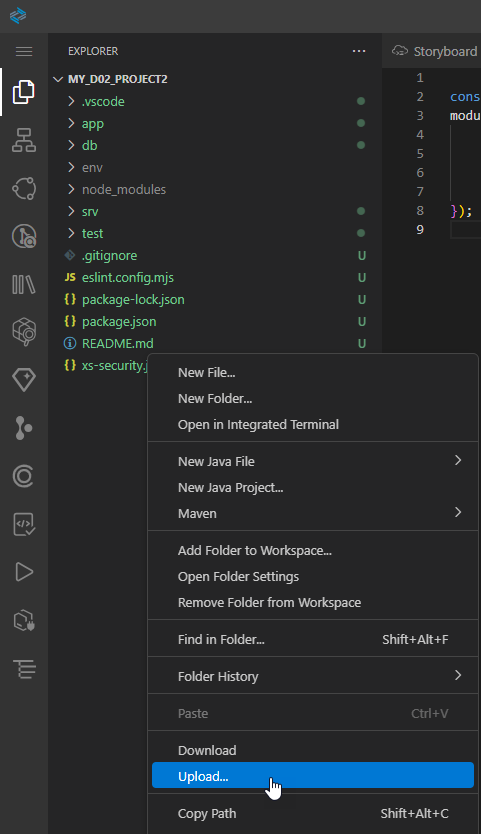 EXPLORER
Storyboard
MY_D02_PROJECT2
.vscode
app
db
env
node_modules
srv
test
.gitignore U
JS eslint.config.mjs U
{} package-lock.json U
{} package.json U
README.md U
{} xs-security.j
1
2 cons
3 modu
4
5
6
7
8 });
9
New File...
New Folder...
Open in Integrated Terminal
New Java File
New Java Project...
Maven
Add Folder to Workspace...
Open Folder Settings
Remove Folder from Workspace
Find in Folder... Shift+Alt+F
Folder History
Paste Ctrl+V
Download
Upload...
Copy Path Shift+Alt+C